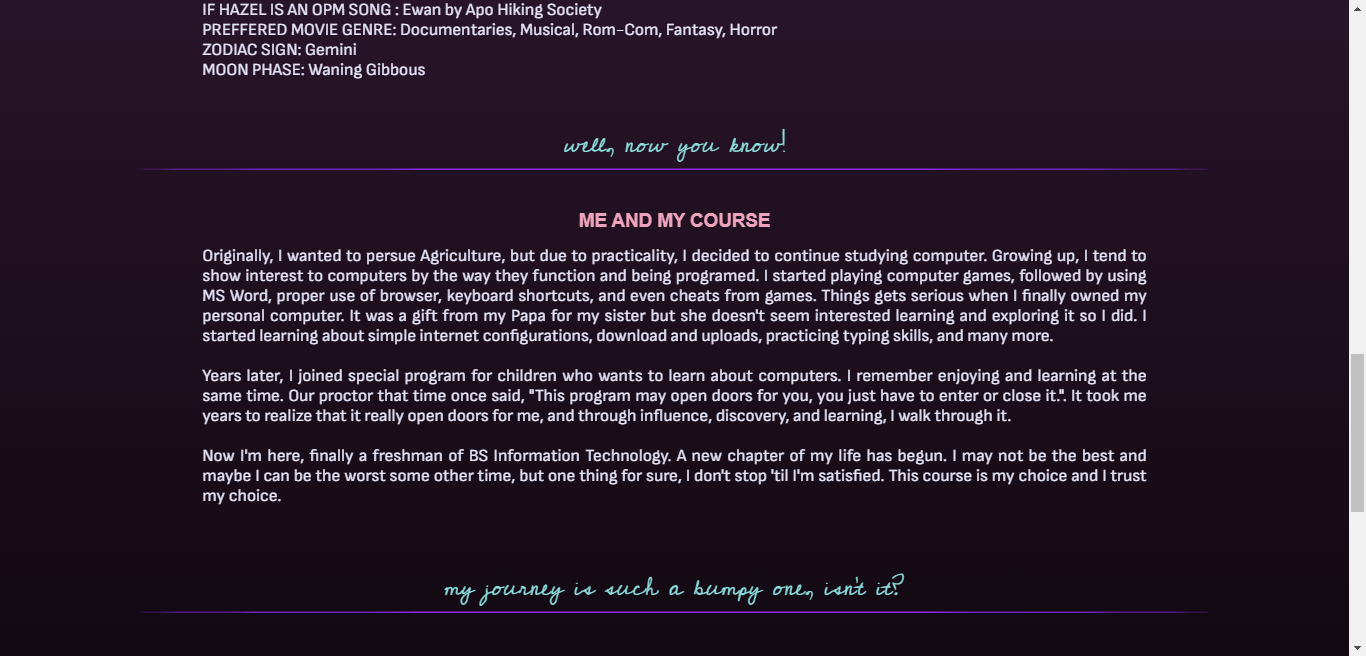 IF HAZEL IS AN OPM SONG : Ewan by Apo Hiking Society
PREFFERED MOVIE GENRE: Documentaries, Musical, Rom-Com, Fantasy, Horror
ZODIAC SIGN: Gemini
MOON PHASE: Waning Gibbous
well, now you know!
ME AND MY COURSE
Originally, I wanted to persue Agriculture, but due to practicality, I decided to continue studying computer. Growing up, I tend to
show interest to computers by the way they function and being programed. I started playing computer games, followed by using
MS Word, proper use of browser, keyboard shortcuts, and even cheats from games. Things gets serious when I finally owned my
personal computer. It was a gift from my Papa for my sister but she doesn't seem interested learning and exploring it so I did. I
started learning about simple internet configurations, download and uploads, practicing typing skills, and many more.
Years later, I joined special program for children who wants to learn about computers. I remember enjoying and learning at the
same time. Our proctor that time once said, "This program may open doors for you, you just have to enter or close it.". It took me
years to realize that it really open doors for me, and through influence, discovery, and learning, I walk through it.
Now I'm here, finally a freshman of BS Information Technology. A new chapter of my life has begun. I may not be the best and
maybe I can be the worst some other time, but one thing for sure, I don't stop 'til I'm satisfied. This course is my choice and I trust
my choice.
my journey is such a bumpy one, isn't it?